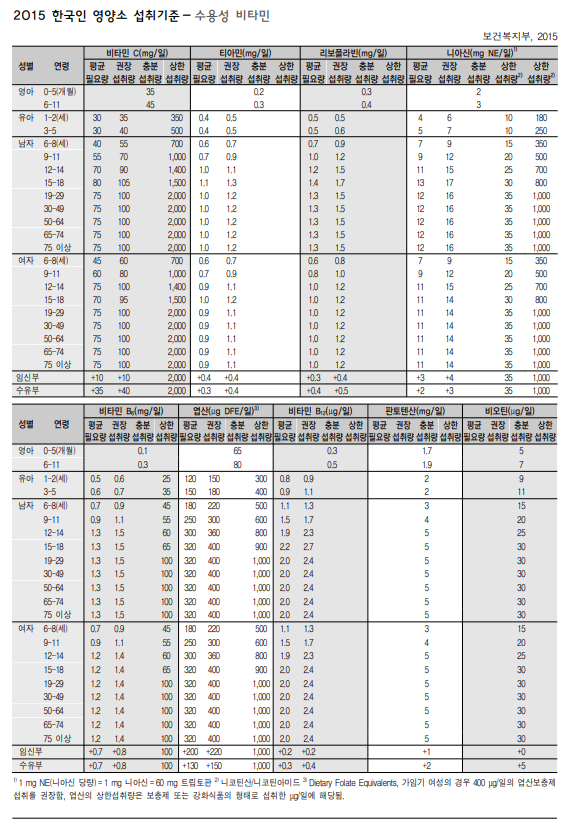 2015 한국인 영양소 섭취기준 – 수용성 비타민
보건복지부, 2015
성별 연령 비타민 C(mg/일) 티아민(mg/일) 리보플라빈(mg/일) 니아신(mg NE/일)1)
평균 권장 충분 상한 평균 권장 충분 상한 평균 권장 충분 상한 평균 권장 충분 상한 상한
필요량 섭취량 섭취량 섭취량 필요량 섭취량 섭취량 섭취량 필요량 섭취량 섭취량 섭취량 필요량 섭취량 섭취량 섭취량2) 섭취량2)
영아 0-5(개월) 35 0.2 0.3 2
6-11 45 0.3 0.4 3
유아 1-2(세) 30 35 350 0.4 0.5 0.5 0.5 4 6 10 180
3-5 30 40 500 0.4 0.5 0.5 0.6 5 7 10 250
남자 6-8(세) 40 55 700 0.6 0.7 0.7 0.9 7 9 15 350
9-11 55 70 1,000 0.7 0.9 1.0 1.2 9 12 20 500
12-14 70 90 1,400 1.0 1.1 1.2 1.5 11 15 25 700
15-18 80 105 1,500 1.1 1.3 1.4 1.7 13 17 30 800
19-29 75 100 2,000 1.0 1.2 1.3 1.5 12 16 35 1,000
30-49 75 100 2,000 1.0 1.2 1.3 1.5 12 16 35 1,000
50-64 75 100 2,000 1.0 1.2 1.3 1.5 12 16 35 1,000
65-74 75 100 2,000 1.0 1.2 1.3 1.5 12 16 35 1,000
75 이상 75 100 2,000 1.0 1.2 1.3 1.5 12 16 35 1,000
여자 6-8(세) 45 60 700 0.6 0.7 0.6 0.8 7 9 15 350
9-11 60 80 1,000 0.7 0.9 0.8 1.0 9 12 20 500
12-14 75 100 1,400 0.9 1.1 1.0 1.2 11 15 25 700
15-18 70 95 1,500 1.0 1.2 1.0 1.2 11 14 30 800
19-29 75 100 2,000 0.9 1.1 1.0 1.2 11 14 35 1,000
30-49 75 100 2,000 0.9 1.1 1.0 1.2 11 14 35 1,000
50-64 75 100 2,000 0.9 1.1 1.0 1.2 11 14 35 1,000
65-74 75 100 2,000 0.9 1.1 1.0 1.2 11 14 35 1,000
75 이상 75 100 2,000 0.9 1.1 1.0 1.2 11 14 35 1,000
임신부 +10 +10 2,000 +0.4 +0.4 +0.3 +0.4 +3 +4 35 1,000
수유부 +35 +40 2,000 +0.3 +0.4 +0.4 +0.5 +2 +3 35 1,000
성별 연령 비타민 B6(mg/일) 엽산(μg DFE/일)3) 비타민 B12(μg/일) 판토텐산(mg/일) 비오틴(μg/일)
평균 권장 충분 상한 평균 권장 충분 상한 평균 권장 충분 상한 평균 권장 충분 상한 평균 권장 충분 상한
필요량 섭취량 섭취량 섭취량 필요량 섭취량 섭취량 섭취량 필요량 섭취량 섭취량 섭취량 필요량 섭취량 섭취량 섭취량 필요량 섭취량 섭취량 섭취량
영아 0-5(개월) 0.1 65 0.3 1.7 5
6-11 0.3 80 0.5 1.9 7
유아 1-2(세) 0.5 0.6 25 120 150 300 0.8 0.9 2 9
3-5 0.6 0.7 35 150 180 400 0.9 1.1 2 11
남자 6-8(세) 0.7 0.9 45 180 220 500 1.1 1.3 3 15
9-11 0.9 1.1 55 250 300 600 1.5 1.7 4 20
12-14 1.3 1.5 60 300 360 800 1.9 2.3 5 25
15-18 1.3 1.5 65 320 400 900 2.2 2.7 5 30
19-29 1.3 1.5 100 320 400 1,000 2.0 2.4 5 30
30-49 1.3 1.5 100 320 400 1,000 2.0 2.4 5 30
50-64 1.3 1.5 100 320 400 1,000 2.0 2.4 5 30
65-74 1.3 1.5 100 320 400 1,000 2.0 2.4 5 30
75 이상 1.3 1.5 100 320 400 1,000 2.0 2.4 5 30
여자 6-8(세) 0.7 0.9 45 180 220 500 1.1 1.3 3 15
9-11 0.9 1.1 55 250 300 600 1.5 1.7 4 20
12-14 1.2 1.4 60 300 360 800 1.9 2.3 5 25
15-18 1.2 1.4 65 320 400 900 2.0 2.4 5 30
19-29 1.2 1.4 100 320 400 1,000 2.0 2.4 5 30
30-49 1.2 1.4 100 320 400 1,000 2.0 2.4 5 30
50-64 1.2 1.4 100 320 400 1,000 2.0 2.4 5 30
65-74 1.2 1.4 100 320 400 1,000 2.0 2.4 5 30
75 이상 1.2 1.4 100 320 400 1,000 2.0 2.4 5 30
임신부 +0.7 +0.8 100 +200 +220 1,000 +0.2 +0.2 +1 +0
수유부 +0.7 +0.8 100 +130 +150 1,000 +0.3 +0.4 +2 +5
1) 1 mg NE(니아신 당량) = 1 mg 니아신 = 60 mg 트립토판 2) 니코틴산/니코틴아미드 3) Dietary Folate Equivalents, 가임기 여성의 경우 400 μg/일의 엽산보충제
섭취를 권장함, 엽산의 상한섭취량은 보충제 또는 강화식품의 형태로 섭취한 μg/일에 해당됨.